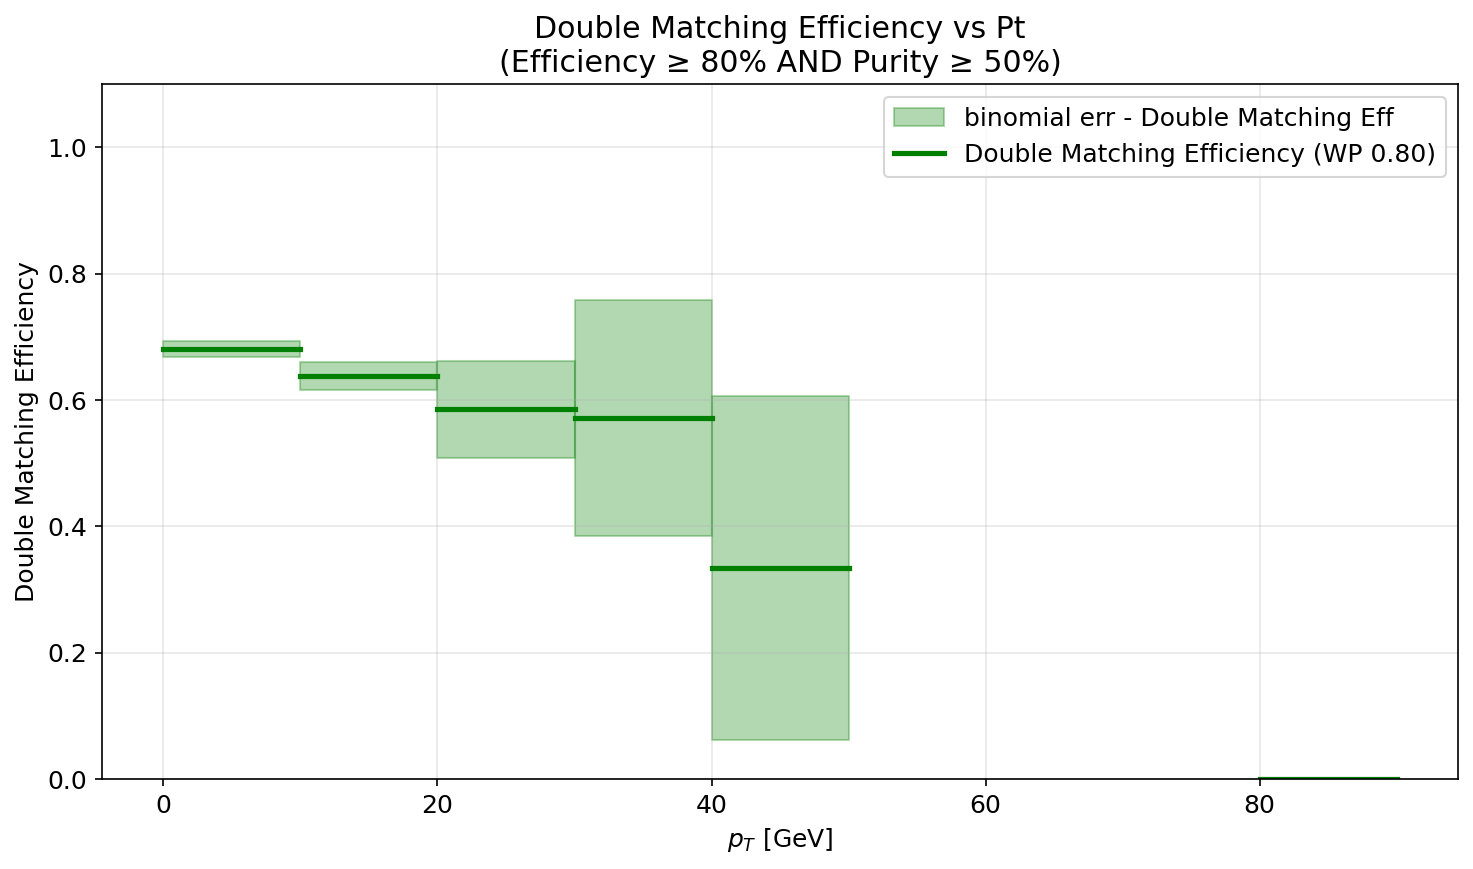 Double Matching Efficiency vs Pt
(Efficiency ≥ 80% AND Purity ≥ 50%)
binomial err - Double Matching Eff
Double Matching Efficiency (WP 0.80)
Double Matching Efficiency
1.0
0.8
0.6
0.4
0.2
0.0
0 20 40 60 80
p_T [GeV]